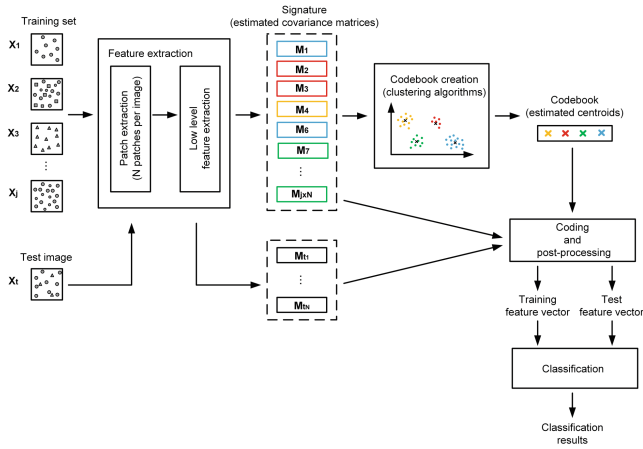 Training set
X1
X2
X3
⋮
Xj
Test image
Xt
Feature extraction
Patch extraction
(N patches per image)
Low level
feature extraction
Signature
(estimated covariance matrices)
M1
M2
M3
M4
M6
M7
⋮
MjxN
Mt1
⋮
MtN
Codebook creation
(clustering algorithms)
Codebook
(estimated centroids)
Coding
and
post-processing
Training
feature vector
Test
feature vector
Classification
Classification
results